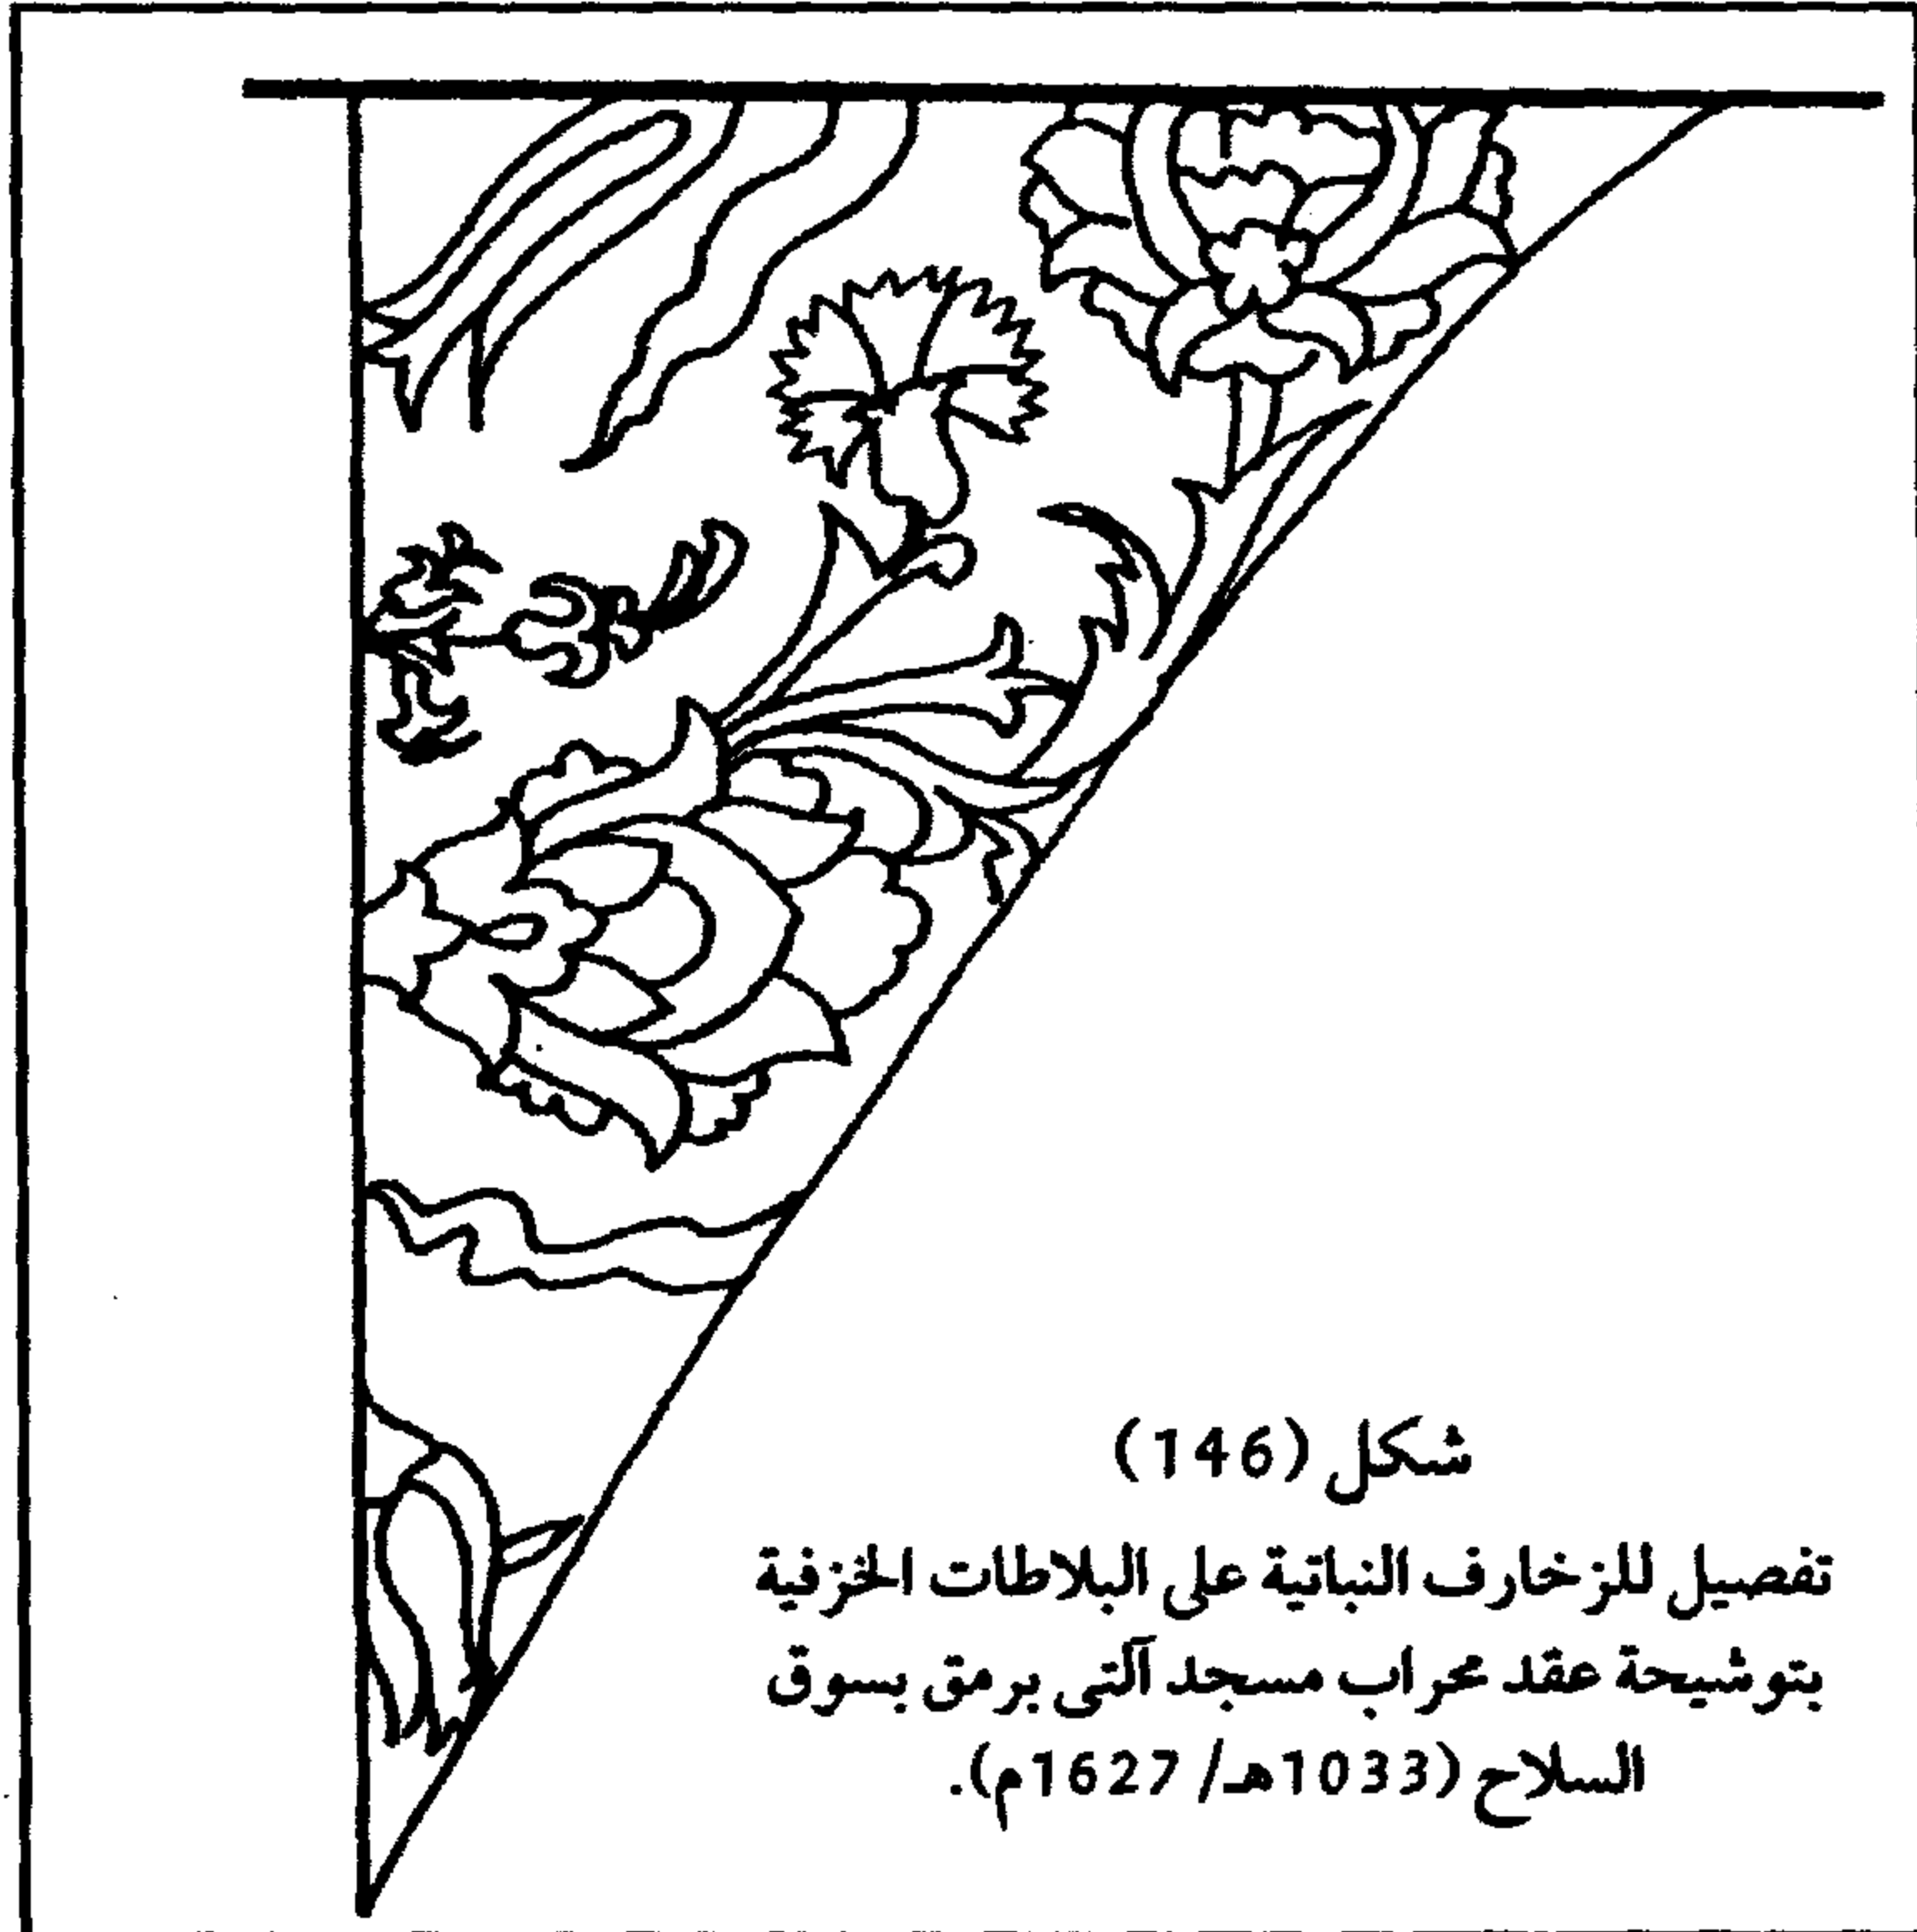 شكل (146)
تفصيل للزخارف النباتية على البلاطات الخزفية
بتوشيحة عقد محراب مسجد آلتى برمق بسوق
السلاح (1033هـ/ 1627م).